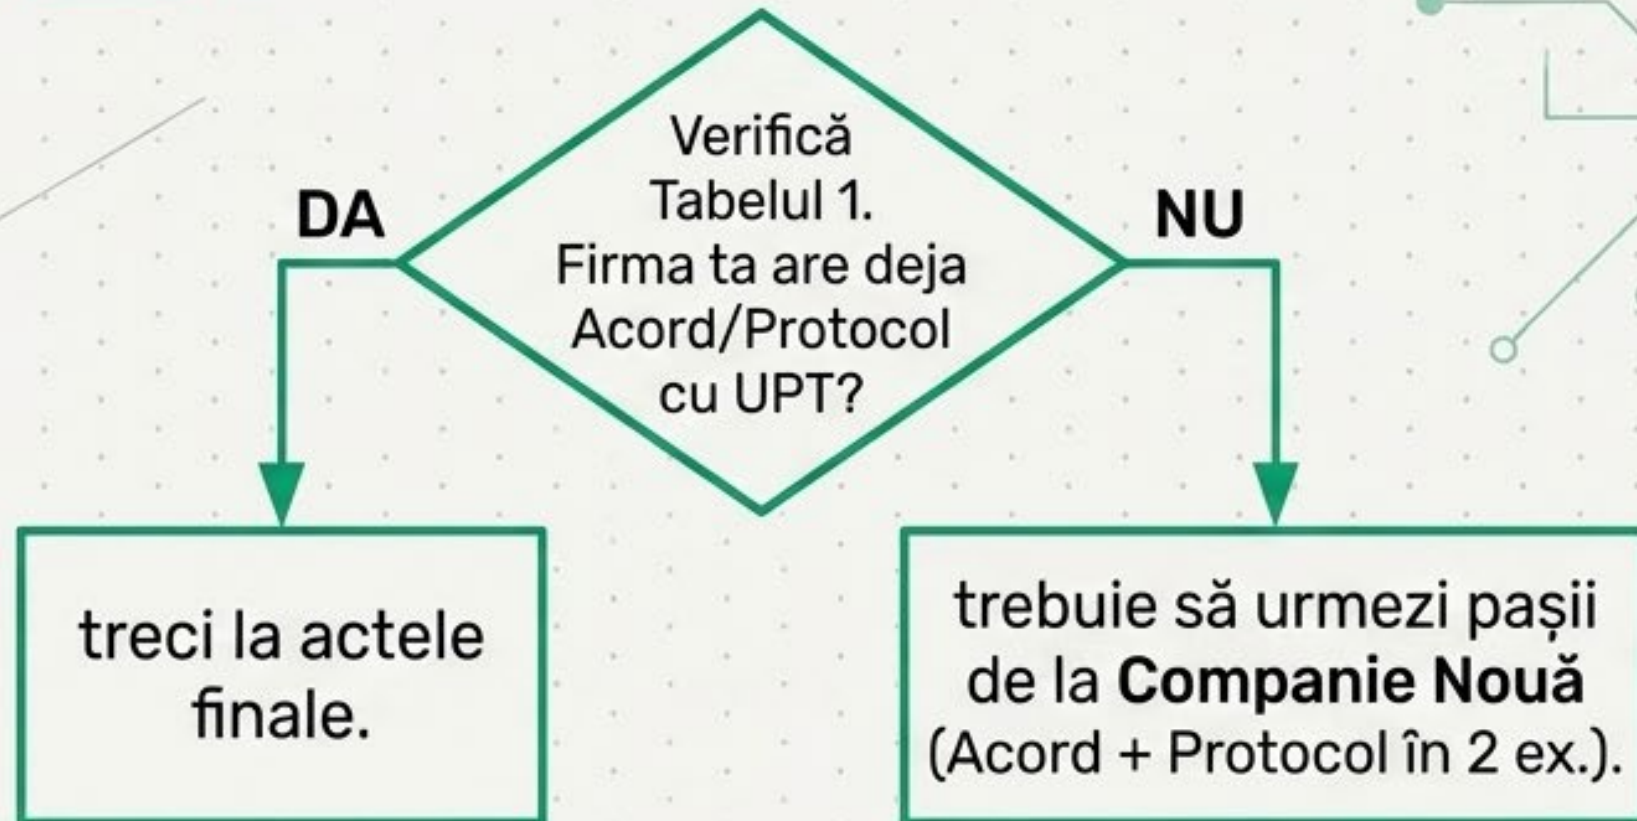 Verifică
Tabelul 1.
Firma ta are deja
Acord/Protocol
cu UPT?
DA
NU
treci la actele
finale.
trebuie să urmezi pașii
de la Companie Nouă
(Acord + Protocol în 2 ex.).